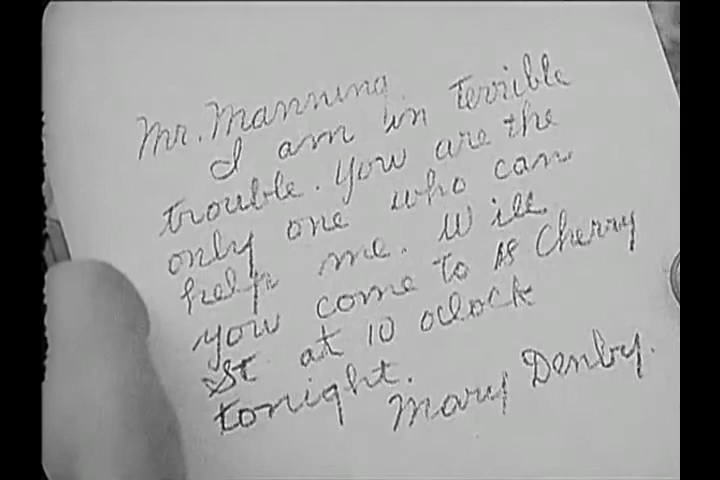 Mr. Manning
I am in terrible
trouble. You are the
only one who can
help me. Will
you come to 18 Cherry
St at 10 oclock
tonight.
Mary Denby.